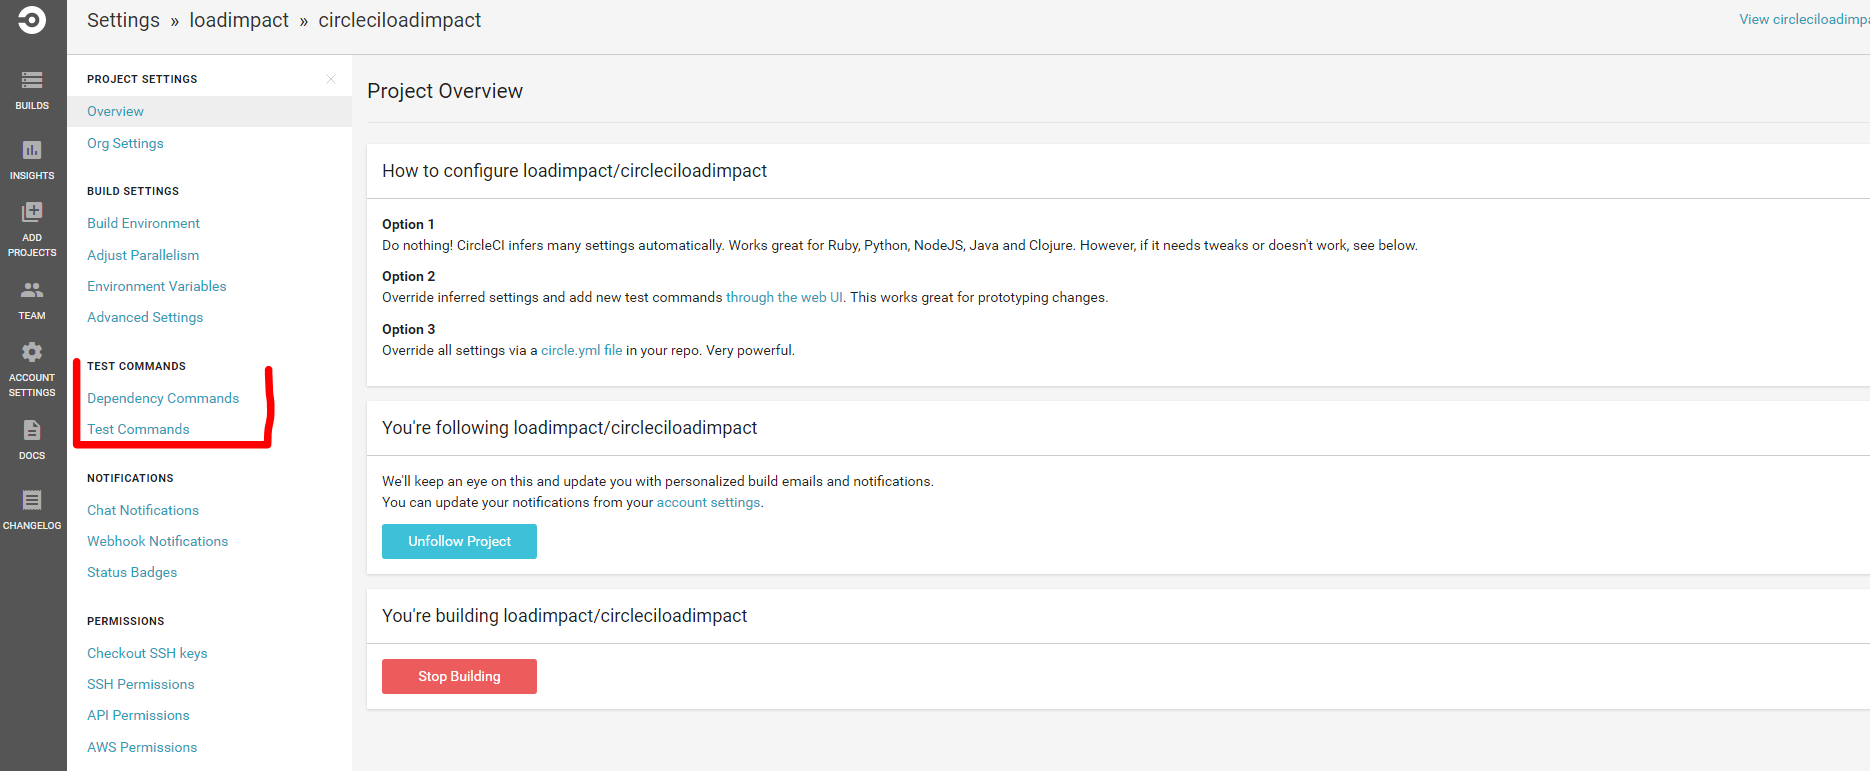 Settings » loadimpact » circleciloadimpact
View circleciloadimpa
BUILDS
INSIGHTS
ADD
PROJECTS
TEAM
ACCOUNT
SETTINGS
DOCS
CHANGELOG
PROJECT SETTINGS
Overview
Org Settings
BUILD SETTINGS
Build Environment
Adjust Parallelism
Environment Variables
Advanced Settings
TEST COMMANDS
Dependency Commands
Test Commands
NOTIFICATIONS
Chat Notifications
Webhook Notifications
Status Badges
PERMISSIONS
Checkout SSH keys
SSH Permissions
API Permissions
AWS Permissions
Project Overview
How to configure loadimpact/circleciloadimpact
Option 1
Do nothing! CircleCI infers many settings automatically. Works great for Ruby, Python, NodeJS, Java and Clojure. However, if it needs tweaks or doesn't work, see below.
Option 2
Override inferred settings and add new test commands through the web UI. This works great for prototyping changes.
Option 3
Override all settings via a circle.yml file in your repo. Very powerful.
You're following loadimpact/circleciloadimpact
We'll keep an eye on this and update you with personalized build emails and notifications.
You can update your notifications from your account settings.
Unfollow Project
You're building loadimpact/circleciloadimpact
Stop Building